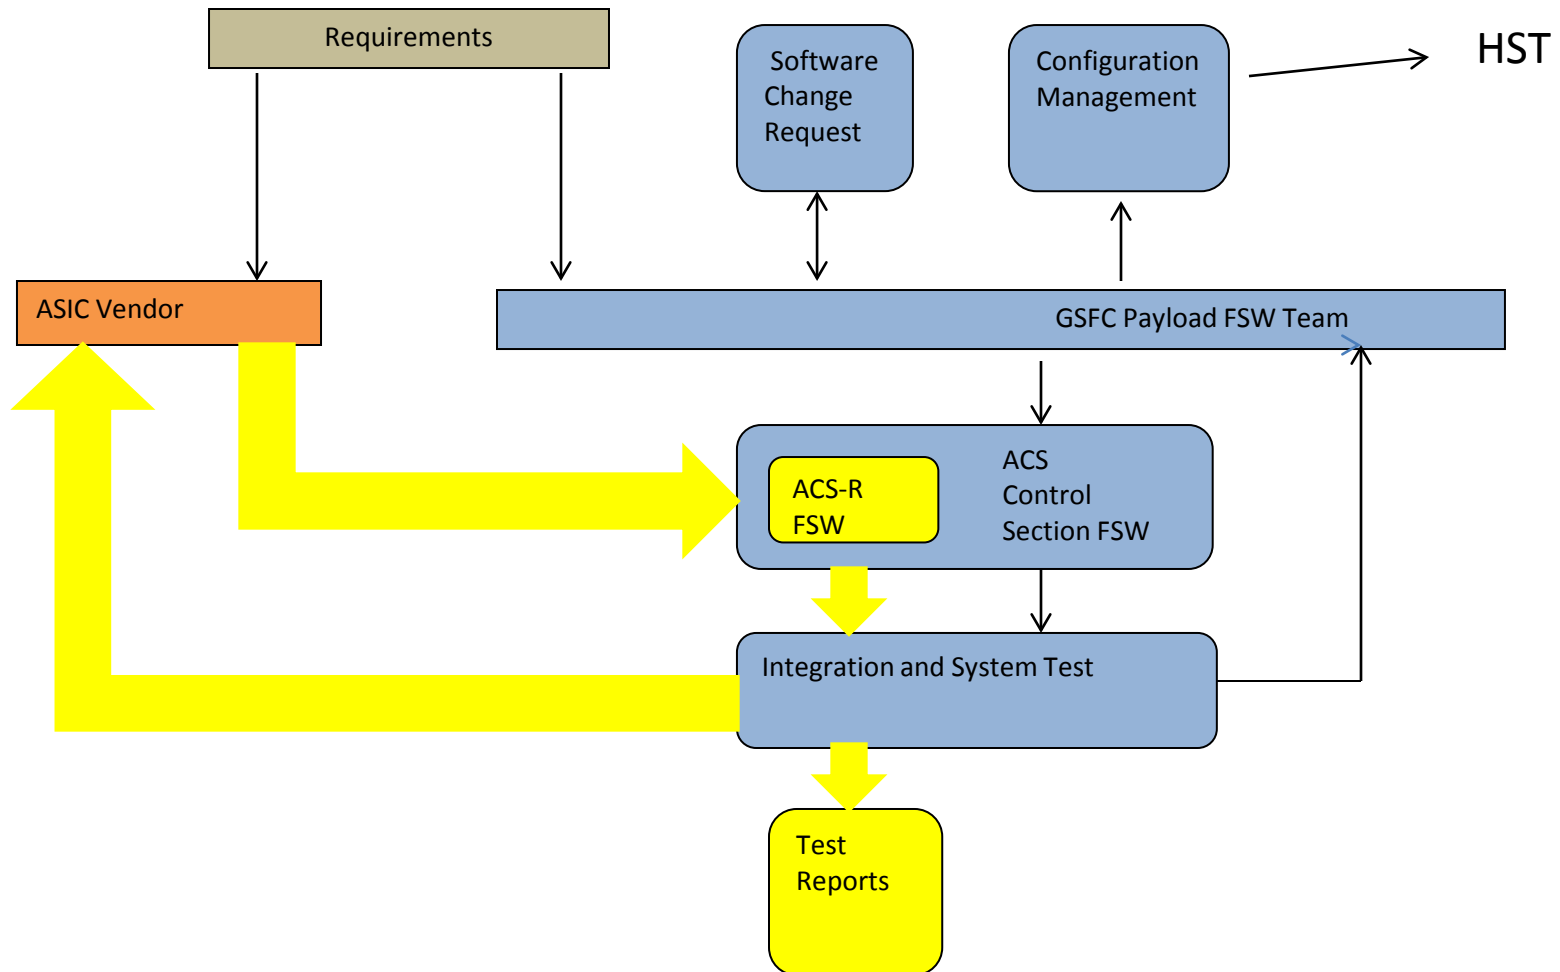 Requirements
Software
Change
Request
Configuration
Management
HST
ASIC Vendor
GSFC Payload FSW Team
ACS-R
FSW
ACS
Control
Section FSW
Integration and System Test
Test
Reports